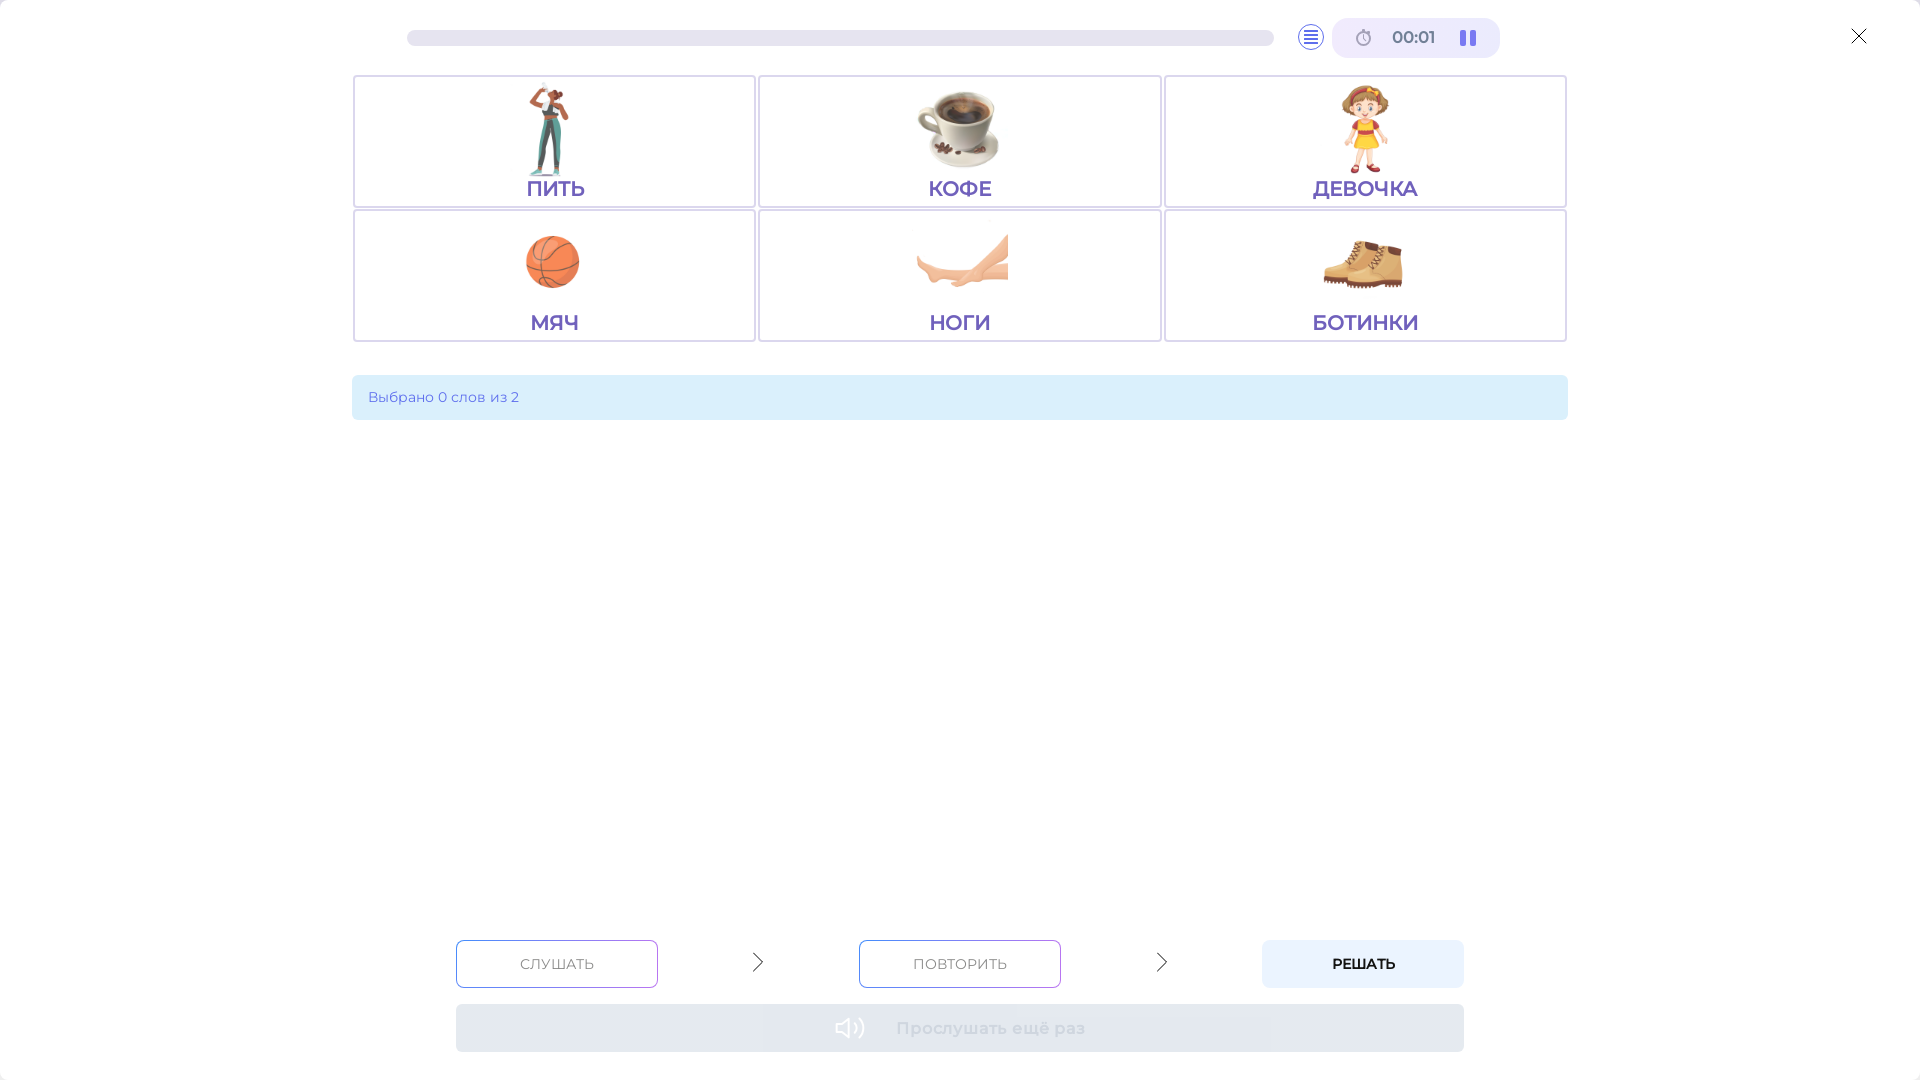 00:01
ПИТЬ
КОФЕ
ДЕВОЧКА
МЯЧ
НОГИ
БОТИНКИ
Выбрано 0 слов из 2
СЛУШАТЬ
ПОВТОРИТЬ
РЕШАТЬ
Прослушать ещё раз